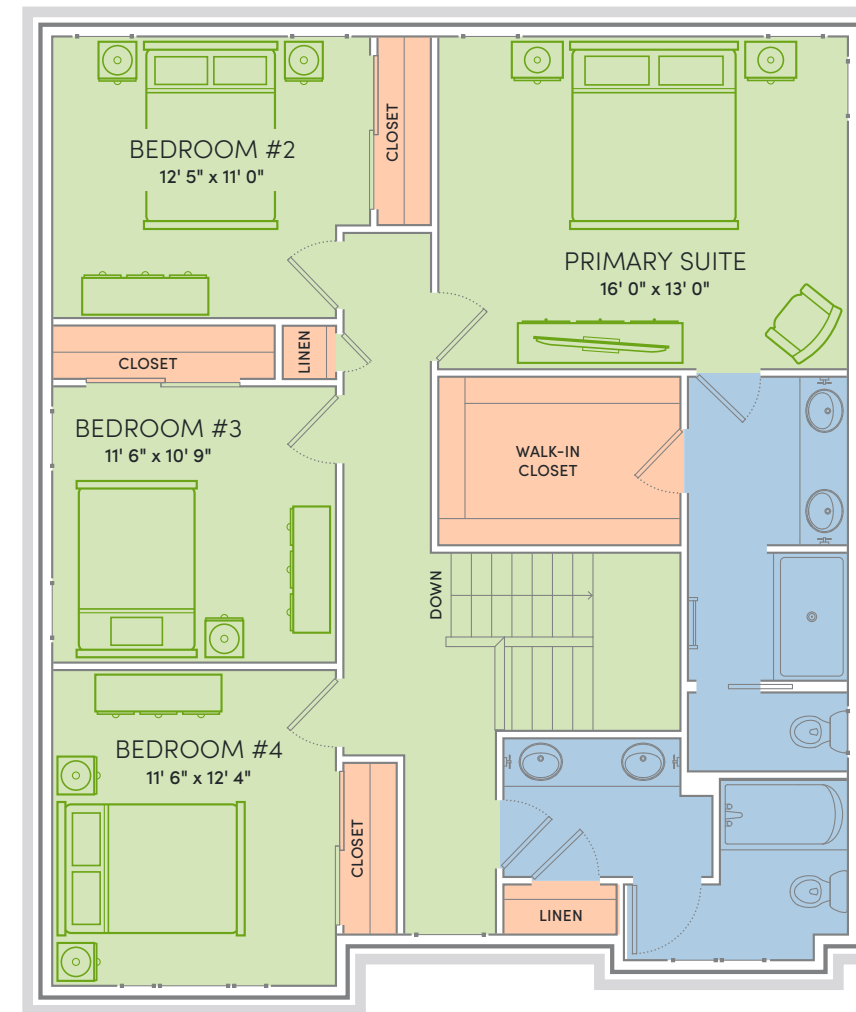 BEDROOM #2
12' 5" x 11' 0"
CLOSET
PRIMARY SUITE
16' 0" x 13' 0"
CLOSET
LINEN
BEDROOM #3
11' 6" x 10' 9"
WALK-IN
CLOSET
DOWN
BEDROOM #4
11' 6" x 12' 4"
CLOSET
LINEN